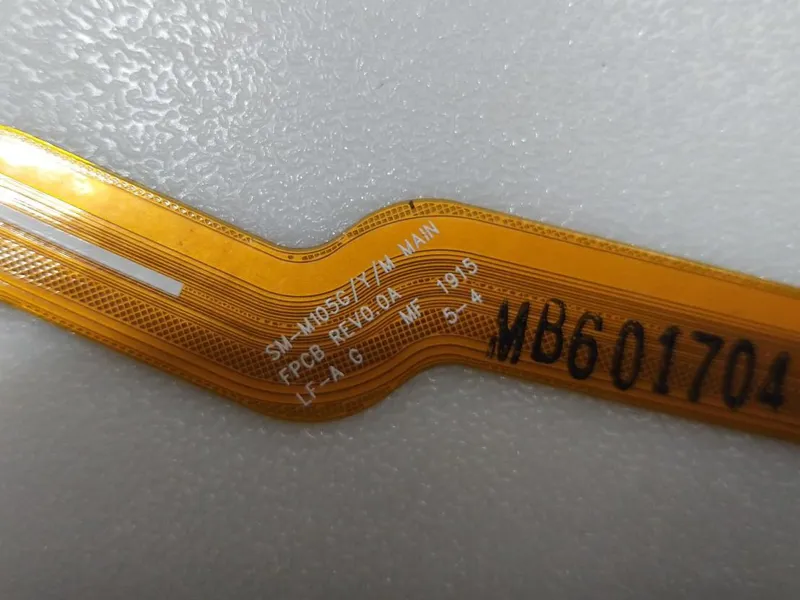 SM-M105G/Y/M MAIN
FPCB REV0.0A
LF-A G MF 1915
5-4
MB601704